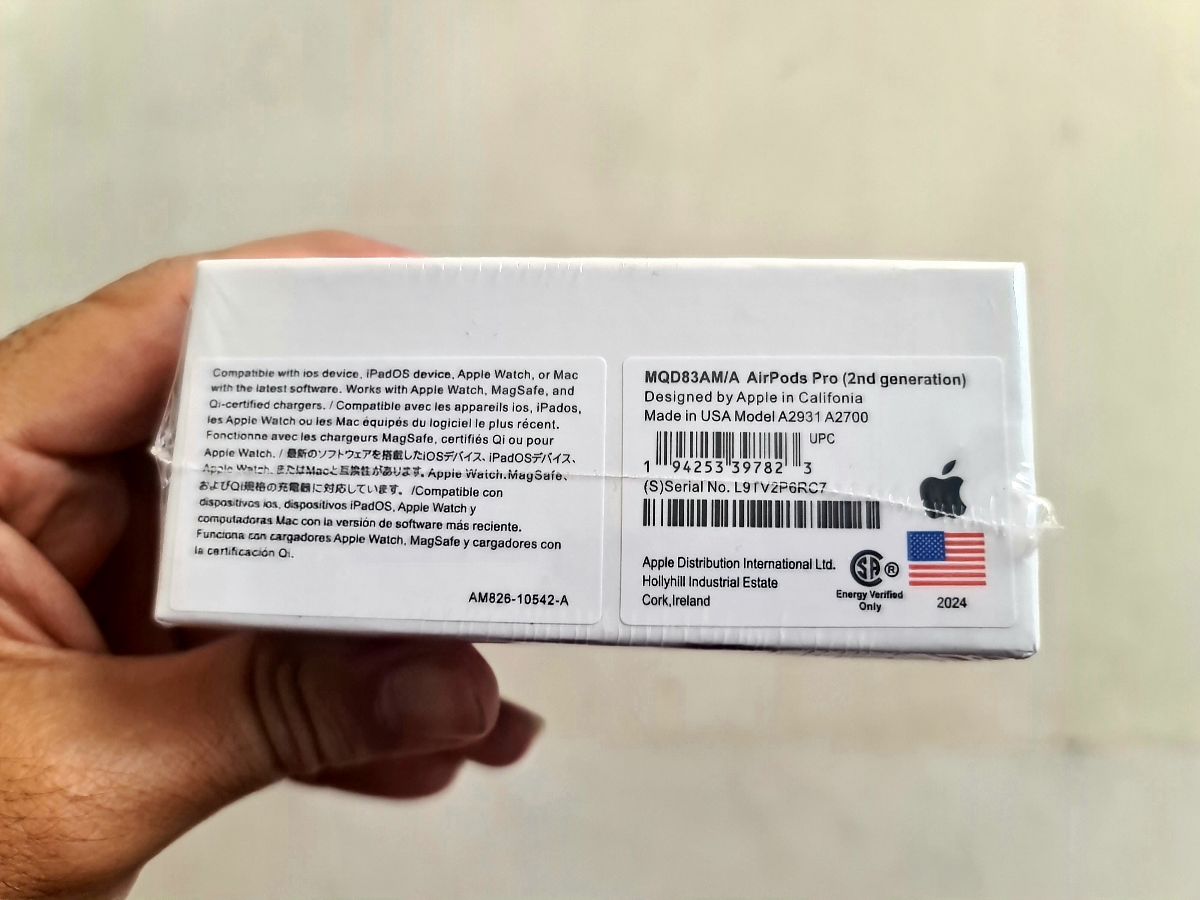 Compatible with ios device, iPadOS device, Apple Watch, or Mac
with the latest software. Works with Apple Watch, MagSafe, and
Qi-certified chargers. / Compatible avec les appareils ios, iPados,
les Apple Watch ou les Mac équipés du logiciel le plus récent.
Fonctionne avec les chargeurs MagSafe, certifiés Qi ou pour
Apple Watch. / 最新のソフトウェアを搭載したiOSデバイス、iPadOSデバイス、
Apple Watch、またはMacと互換性があります。Apple Watch.MagSafe、
およびQi規格の充電器に対応しています。 /Compatible con
dispositivos ios, dispositivos iPadOS, Apple Watch y
computadoras Mac con la versión de software más reciente.
Funciona con cargadores Apple Watch, MagSafe y cargadores con
la certificación Qi.
AM826-10542-A
MQD83AM/A AirPods Pro (2nd generation)
Designed by Apple in Califonia
Made in USA Model A2931 A2700
UPC
1 94253 39782 3
(S)Serial No. L9TV2P6RC7
Apple Distribution International Ltd.
Hollyhill Industrial Estate
Cork,Ireland
SA ®
Energy Verified
Only
2024